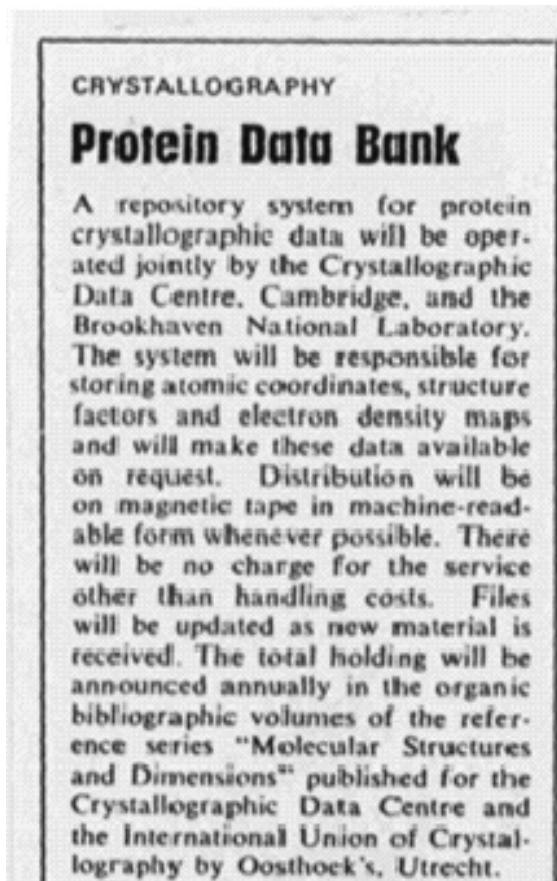 CRYSTALLOGRAPHY
Protein Data Bank
A repository system for protein
crystallographic data will be oper-
ated jointly by the Crystallographic
Data Centre, Cambridge, and the
Brookhaven National Laboratory.
The system will be responsible for
storing atomic coordinates, structure
factors and electron density maps
and will make these data available
on request. Distribution will be
on magnetic tape in machine-read-
able form whenever possible. There
will be no charge for the service
other than handling costs. Files
will be updated as new material is
received. The total holding will be
announced annually in the organic
bibliographic volumes of the refer-
ence series "Molecular Structures
and Dimensions" published for the
Crystallographic Data Centre and
the International Union of Crystal-
lography by Oosthoek's, Utrecht.